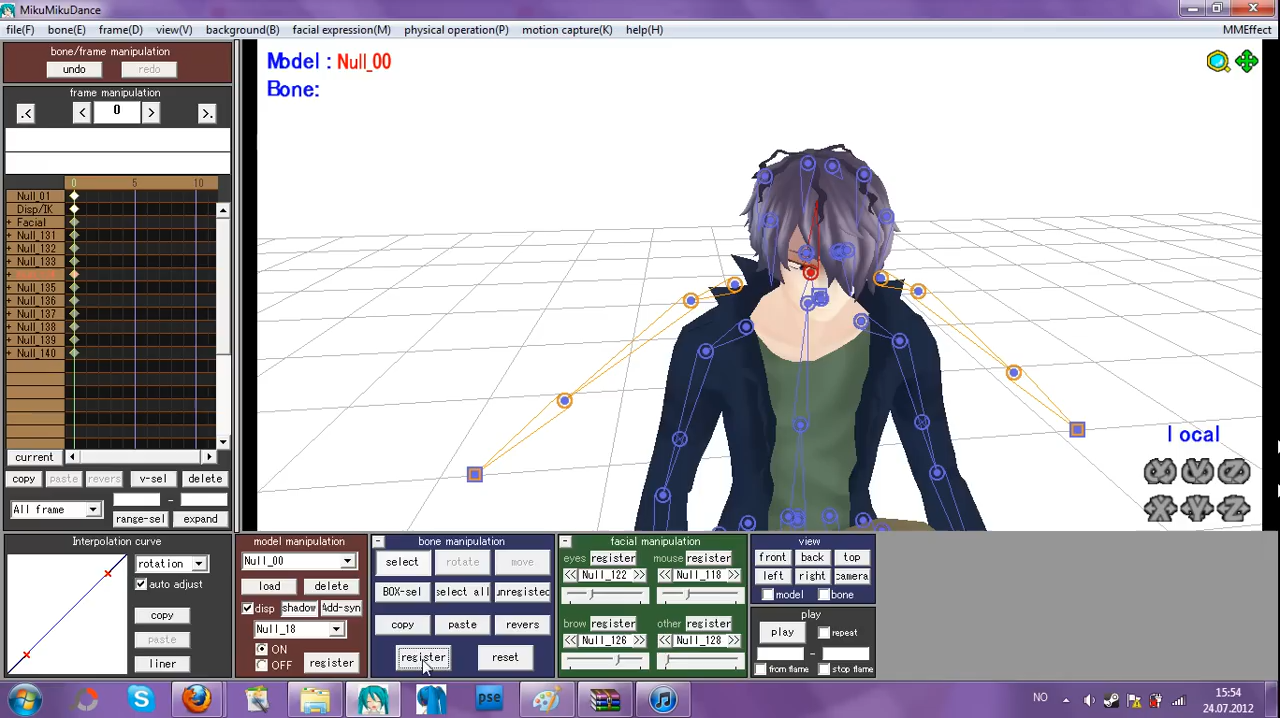 MikuMikuDance
file(F) bone(E) frame(D) view(V) background(B) facial expression(M) physical operation(P) motion capture(K) help(H) MMEffect
bone/frame manipulation
undo redo
frame manipulation
.< < 0 > >.
0 5 10
Null_01
Disp/IK
+ Facial
+ Null_131
+ Null_132
+ Null_133
+ Null_135
+ Null_136
+ Null_137
+ Null_138
+ Null_139
+ Null_140
current
copy paste revers v-sel delete
All frame -
range-sel expand
Model : Null_00
Bone:
local
X Y Z
X Y Z
Interpolation curve
rotation
auto adjust
copy
paste
liner
model manipulation
Null_00
load delete
disp shadow Add-syn
Null_18
ON
OFF register
- bone manipulation
select rotate move
BOX-sel select all unregistec
copy paste revers
register reset
- facial manipulation
eyes register mouse register
<< Null_122 >> << Null_118 >>
brow register other register
<< Null_126 >> << Null_128 >>
view
front back top
left right camera
model bone
play
play repeat
-
from flame stop flame
pse
NO 15:54
24.07.2012